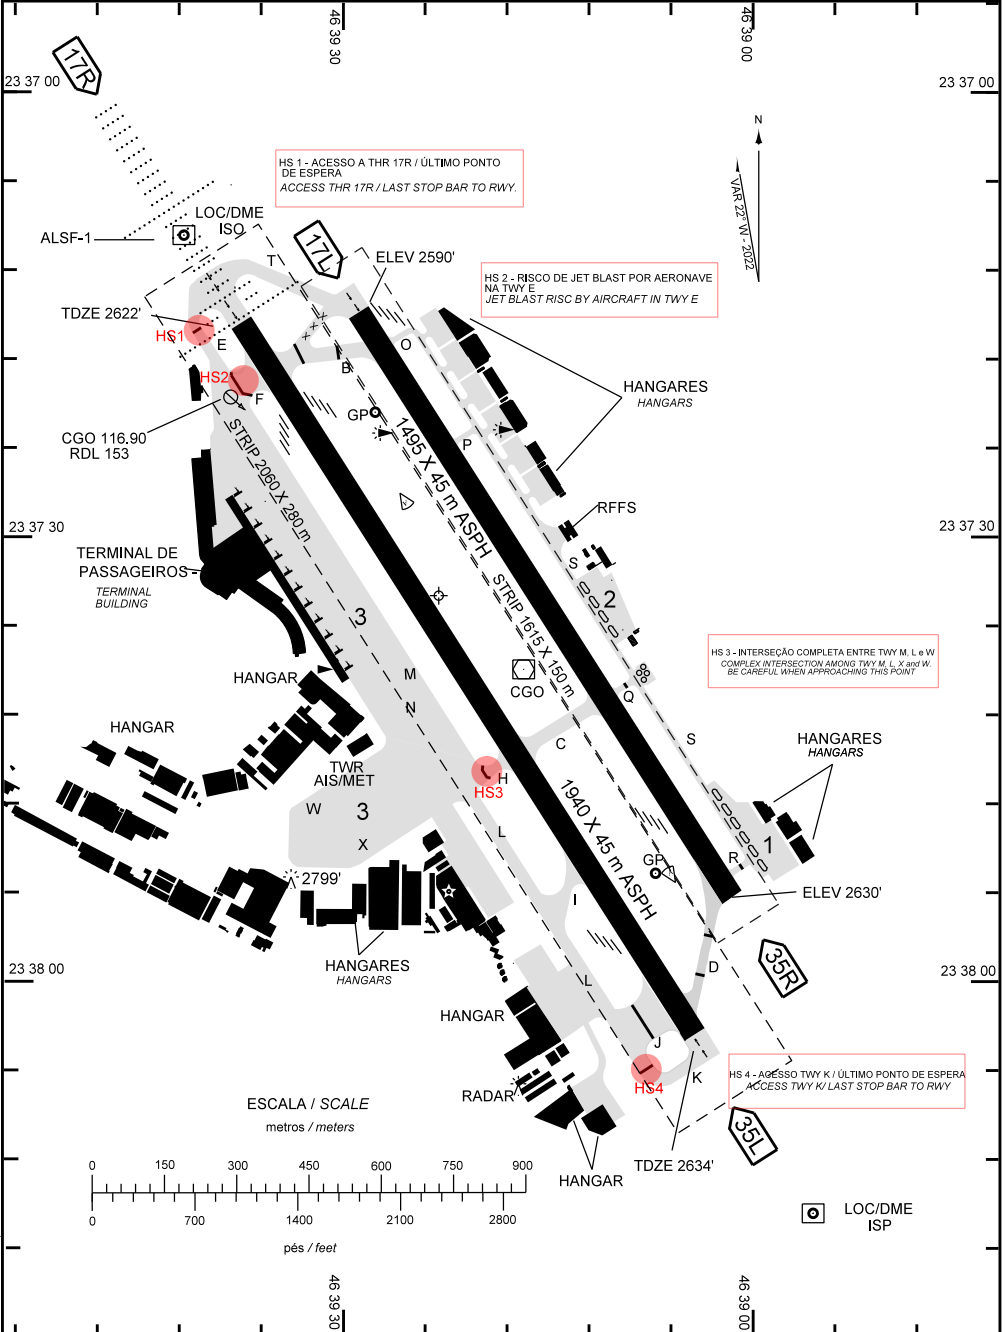 46 39 30
46 39 00
17R
23 37 00
23 37 00
N
VAR 22° W - 2022
HS 1 - ACESSO A THR 17R / ÚLTIMO PONTO
DE ESPERA
ACCESS THR 17R / LAST STOP BAR TO RWY.
LOC/DME
ISO
ALSF-1
T
17L
ELEV 2590'
HS 2 - RISCO DE JET BLAST POR AERONAVE
NA TWY E
JET BLAST RISC BY AIRCRAFT IN TWY E
TDZE 2622'
HS1
E
O
B
HS2
F
HANGARES
HANGARS
GP
CGO 116,90
RDL 153
STRIP 2060 X 280 m
1495 X 45 m ASPH
P
RFFS
23 37 30
23 37 30
TERMINAL DE
PASSAGEIROS
TERMINAL
BUILDING
S
STRIP 1615 X 150 m
2
3
HS 3 - INTERSEÇÃO COMPLETA ENTRE TWY M, L e W
COMPLEX INTERSECTION AMONG TWY M, L, X and W.
BE CAREFUL WHEN APPROACHING THIS POINT
HANGAR
M
CGO
Q
N
HANGAR
C
S
HANGARES
HANGARS
TWR
AIS/MET
H
HS3
W
3
1940 X 45 m ASPH
L
X
1
R
GP
2799'
ELEV 2630'
I
HANGARES
HANGARS
35R
23 38 00
D
23 38 00
L
HANGAR
J
K
HS4
HS 4 - ACESSO TWY K / ÚLTIMO PONTO DE ESPERA
ACCESS TWY K/ LAST STOP BAR TO RWY
RADAR
35L
ESCALA / SCALE
metros / meters
TDZE 2634'
HANGAR
0 150 300 450 600 750 900
0 700 1400 2100 2800
pés / feet
LOC/DME
ISP
46 39 30
46 39 00